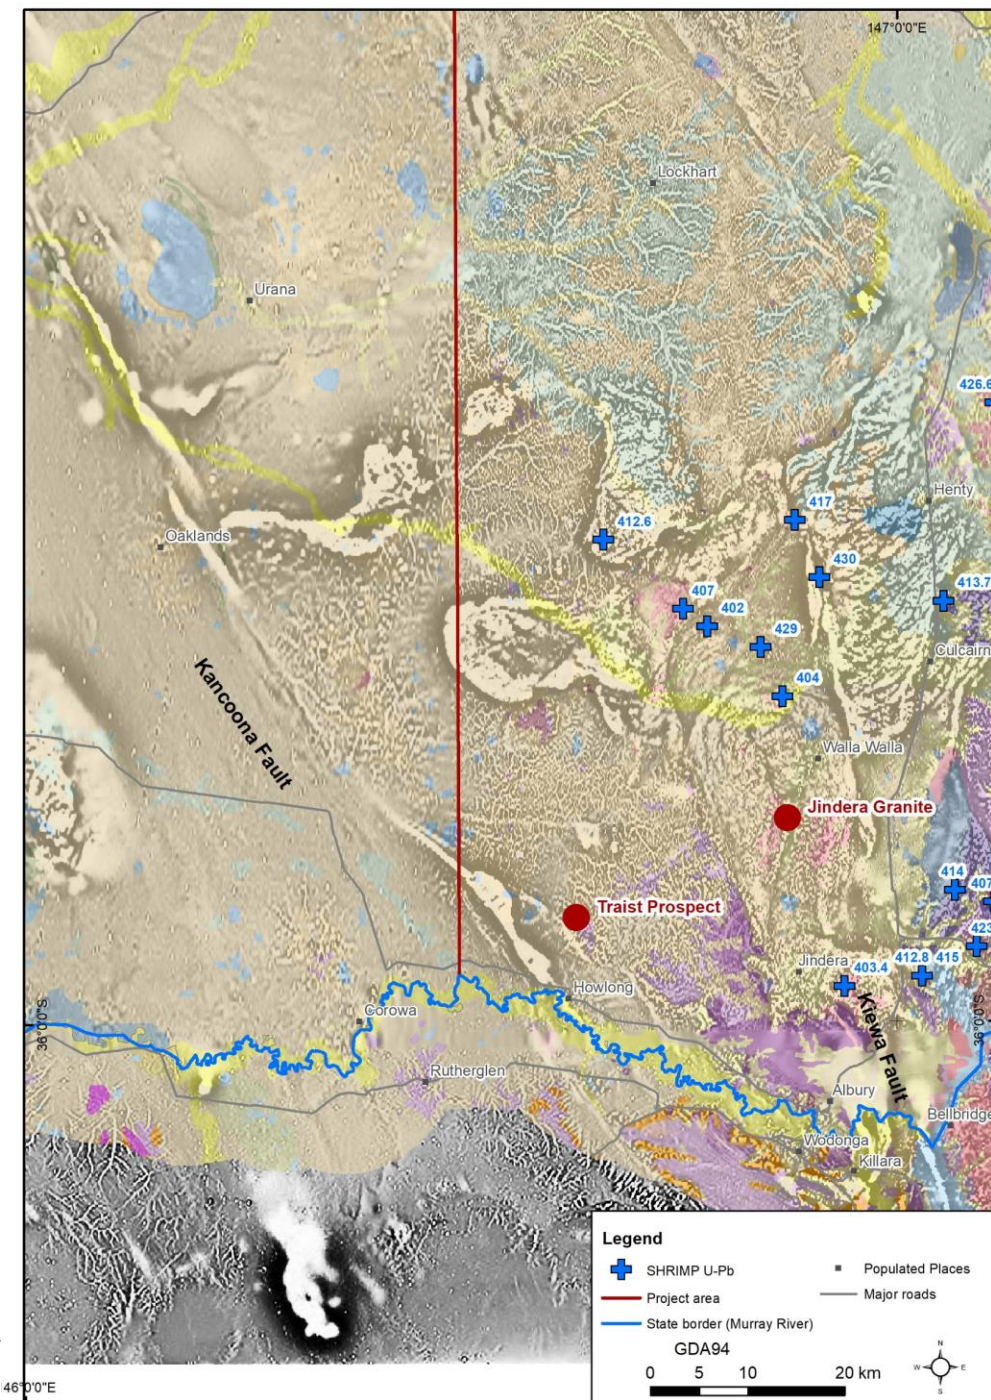 147°0'0"E
Lockhart
Urana
426.6
Henty
417
412.6
Oaklands
430
413.7
407
402
429
Culcairn
404
Kancoona Fault
Walla Walla
Jindera Granite
414
407
Traist Prospect
423
Jindera
403.4
412.8
415
Howlong
Kiewa Fault
36°0'0"S
36°0'0"S
Corowa
Rutherglen
Albury
Bellbridge
Wodonga
Killara
Legend
SHRIMP U-Pb
Populated Places
Project area
Major roads
State border (Murray River)
GDA94
0 5 10 20 km
N
W E
S
46°0'0"E